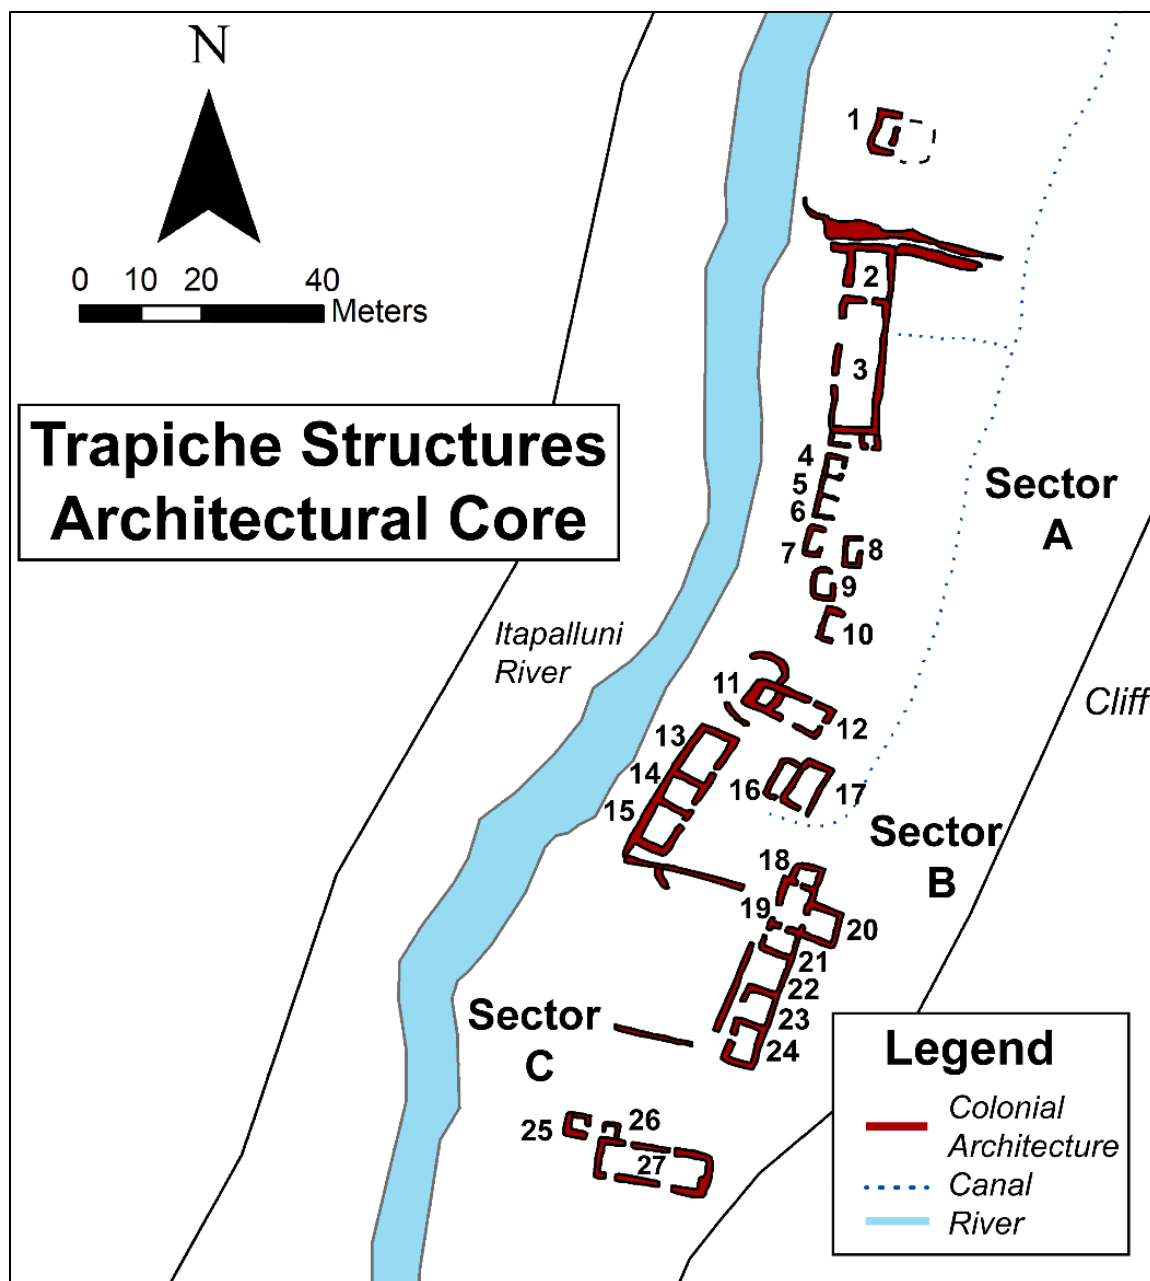 N
0 10 20 40
Meters
Trapiche Structures
Architectural Core
1
2
3
4
5
6
7
8
9
10
Sector
A
Itapalluni
River
Cliff
11
12
13
14
15
16
17
Sector
B
18
19
20
21
22
23
24
Sector
C
25
26
27
Legend
Colonial
Architecture
Canal
River